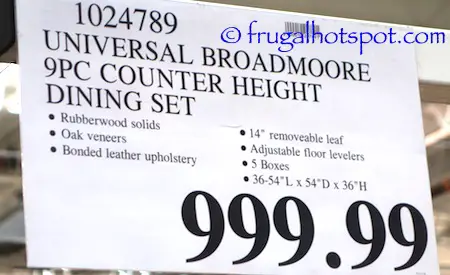 1024789
© frugalhotspot.com
UNIVERSAL BROADMOORE
9PC COUNTER HEIGHT
DINING SET
• Rubberwood solids
• Oak veneers
• Bonded leather upholstery
• 14" removeable leaf
• Adjustable floor levelers
• 5 Boxes
• 36-54"L x 54"D x 36"H
999.99